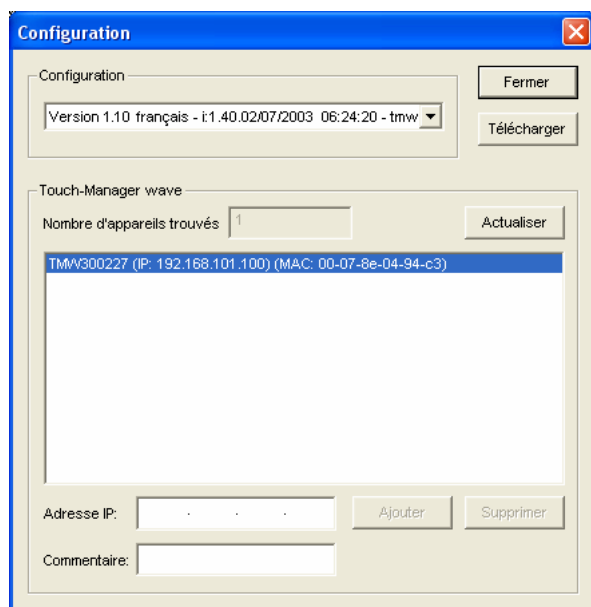 Configuration
Configuration
Version 1.10 français - i:1.40.02/07/2003 06:24:20 - tmw
Fermer
Télécharger
Touch-Manager wave
Nombre d'appareils trouvés 1
Actualiser
TMW300227 (IP: 192.168.101.100) (MAC: 00-07-8e-04-94-c3)
Adresse IP: . . .
Ajouter
Supprimer
Commentaire: